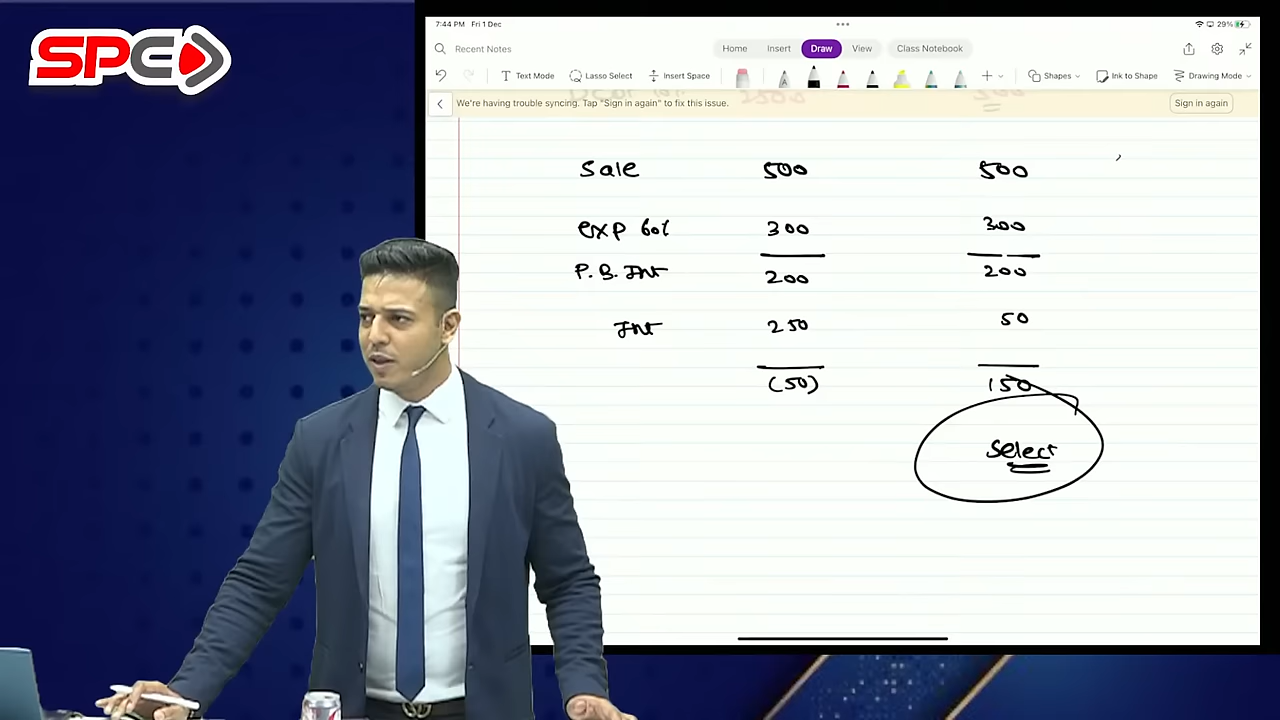 SPC
7:44 PM Fri 1 Dec
29%
Recent Notes
Home Insert Draw View Class Notebook
Text Mode Lasso Select Insert Space Shapes Ink to Shape Drawing Mode
We're having trouble syncing. Tap "Sign in again" to fix this issue. Sign in again
Sale 500 500
exp 60% 300 300
P.B. Int 200 200
Int 250 50
(50) 150
Select